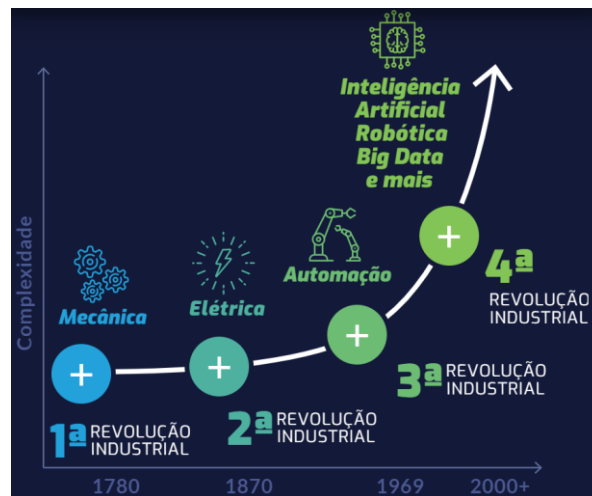 Inteligência
Artificial
Robótica
Big Data
e mais
Complexidade
Mecânica
Elétrica
Automação
4ª
REVOLUÇÃO
INDUSTRIAL
3ª REVOLUÇÃO
INDUSTRIAL
2ª REVOLUÇÃO
INDUSTRIAL
1ª REVOLUÇÃO
INDUSTRIAL
1780 1870 1969 2000+